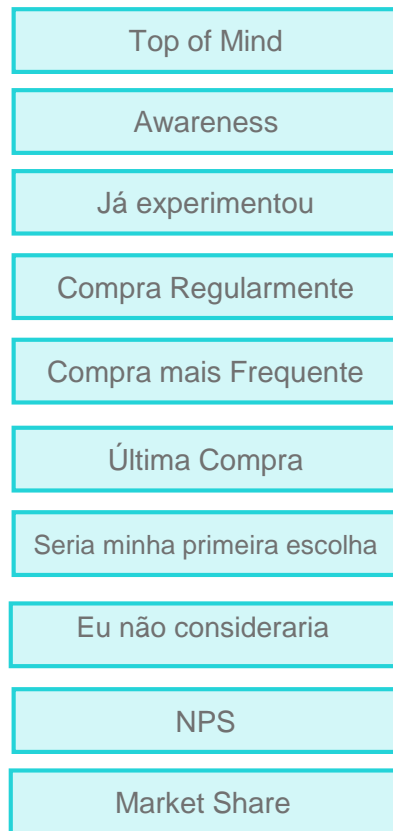 Top of Mind
Awareness
Já experimentou
Compra Regularmente
Compra mais Frequente
Última Compra
Seria minha primeira escolha
Eu não consideraria
NPS
Market Share